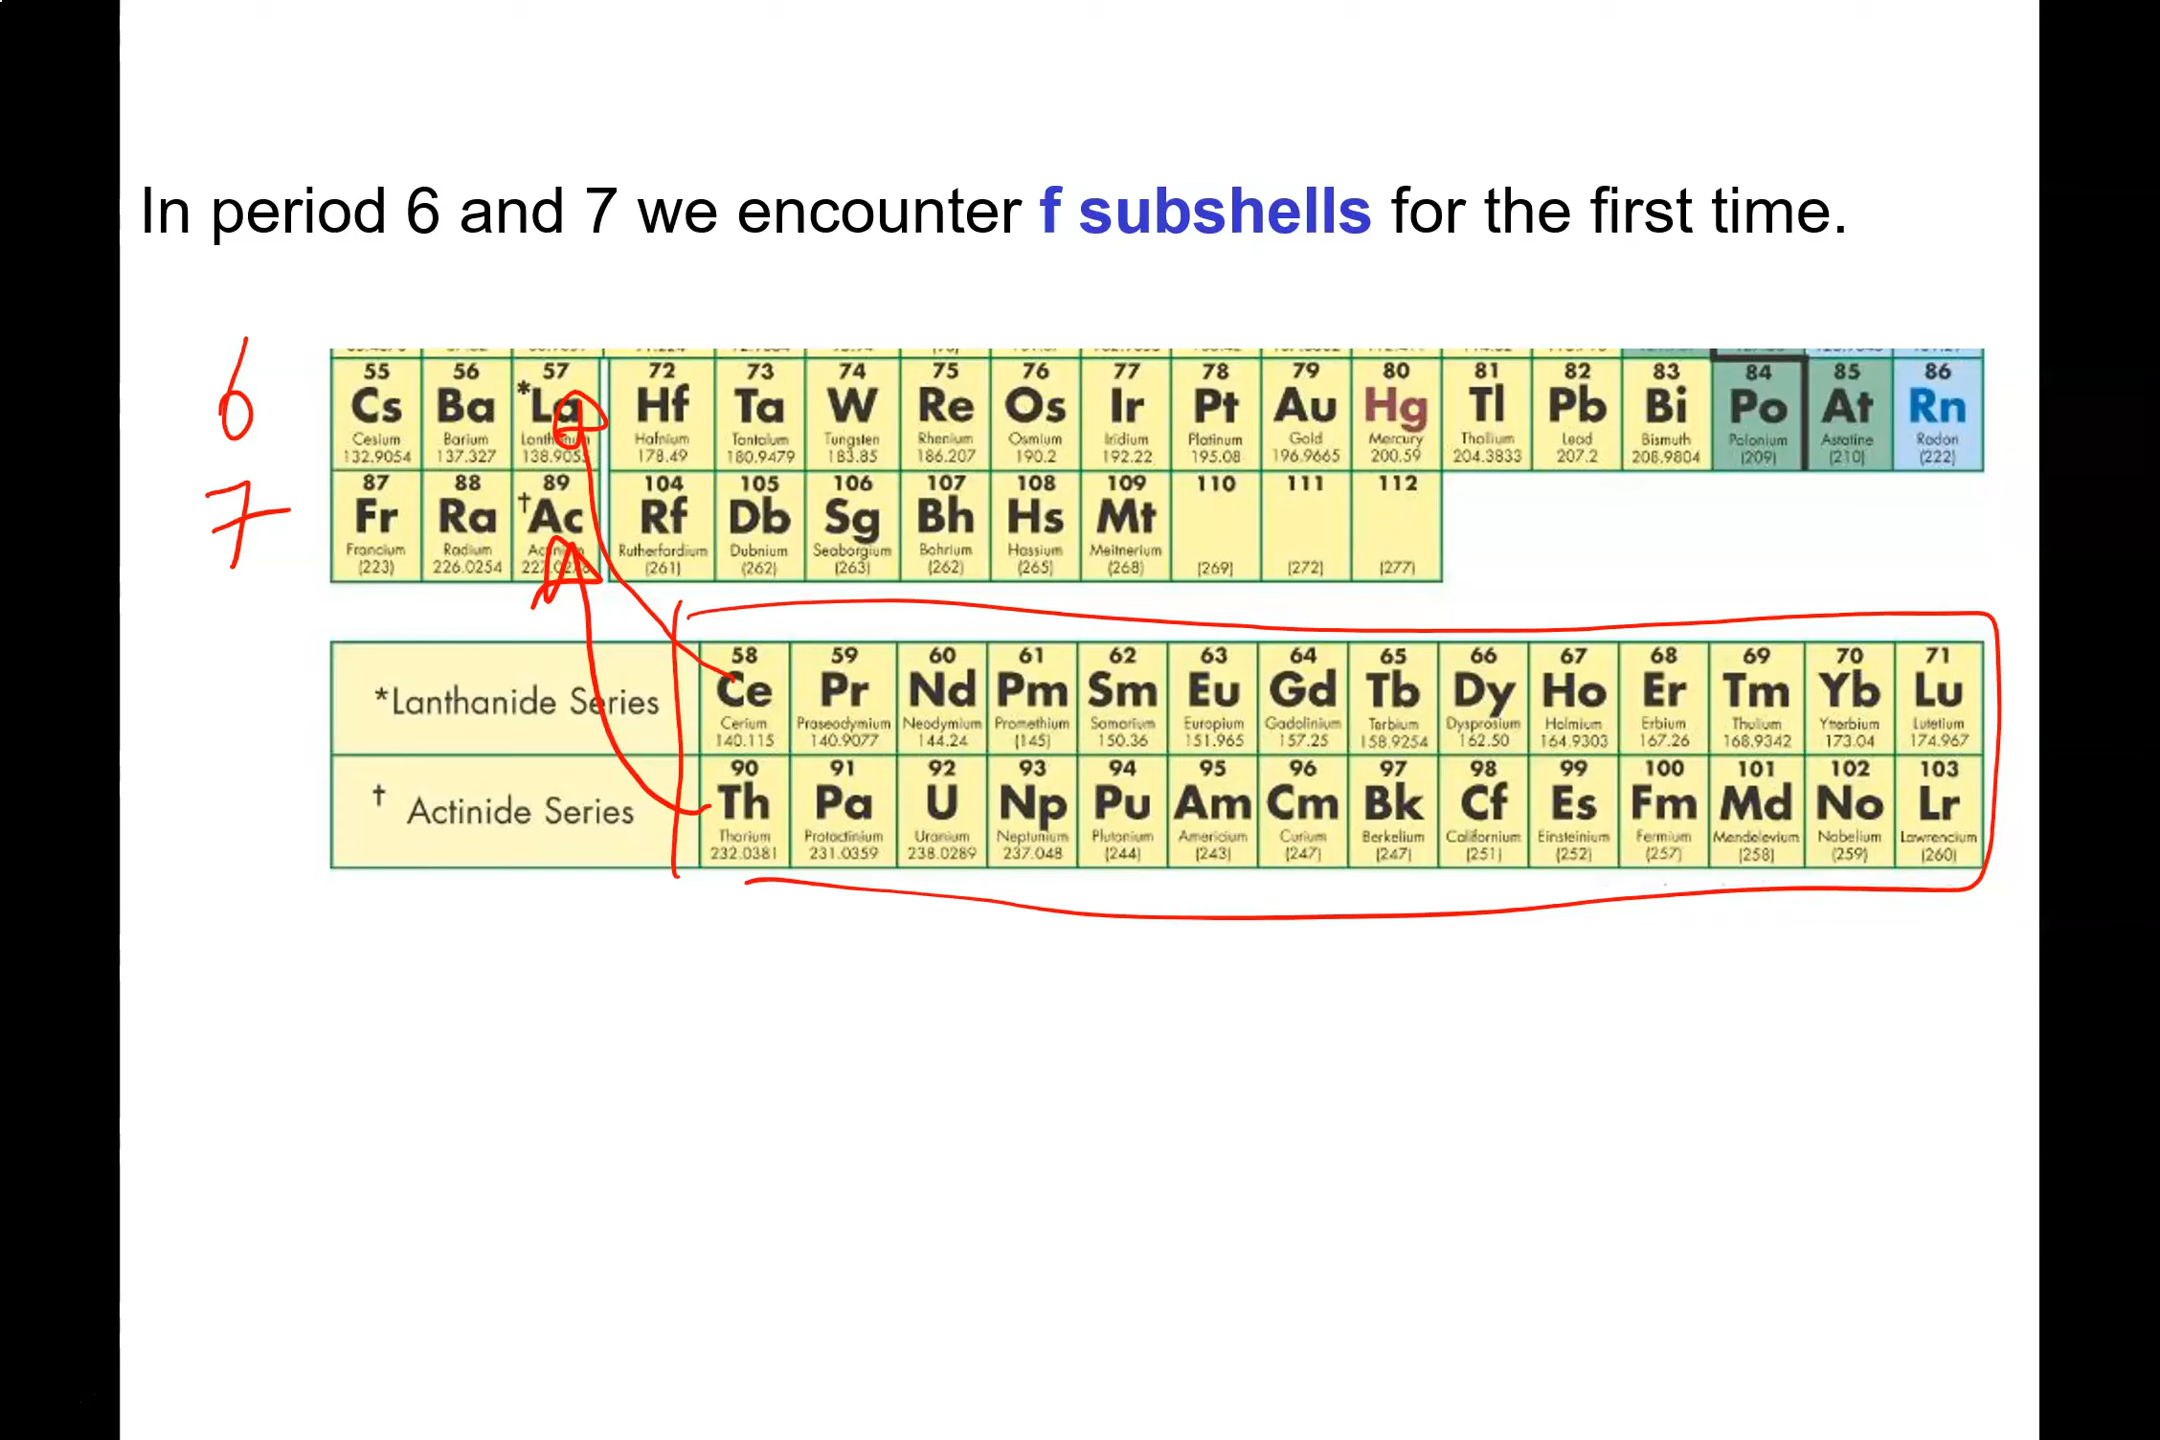 In period 6 and 7 we encounter f subshells for the first time.
6
55 56 57 72 73 74 75 76 77 78 79 80 81 82 83 84 85 86
Cs Ba *La Hf Ta W Re Os Ir Pt Au Hg Tl Pb Bi Po At Rn
Cesium Barium Hafnium Tantalum Tungsten Rhenium Osmium Iridium Platinum Gold Mercury Thallium Lead Bismuth Polonium Astatine Radon
132.9054 137.327 178.49 180.9479 183.85 186.207 190.2 192.22 195.08 196.9665 200.59 204.3833 207.2 208.9804 (209) (210) (222)
7
87 88 89 104 105 106 107 108 109 110 111 112
Fr Ra †Ac Rf Db Sg Bh Hs Mt
Francium Radium Rutherfordium Dubnium Seaborgium Bohrium Hassium Meitnerium
(223) 226.0254 (261) (262) (263) (262) (265) (268) (269) (272) (277)
58 59 60 61 62 63 64 65 66 67 68 69 70 71
*Lanthanide Series Ce Pr Nd Pm Sm Eu Gd Tb Dy Ho Er Tm Yb Lu
Cerium Praseodymium Neodymium Promethium Samarium Europium Gadolinium Terbium Dysprosium Holmium Erbium Thulium Ytterbium Lutetium
140.115 140.9077 144.24 (145) 150.36 151.965 157.25 158.9254 162.50 164.9303 167.26 168.9342 173.04 174.967
90 91 92 93 94 95 96 97 98 99 100 101 102 103
† Actinide Series Th Pa U Np Pu Am Cm Bk Cf Es Fm Md No Lr
Thorium Protactinium Uranium Neptunium Plutonium Americium Curium Berkelium Californium Einsteinium Fermium Mendelevium Nobelium Lawrencium
232.0381 231.0359 238.0289 237.048 (244) (243) (247) (247) (251) (252) (257) (258) (259) (260)